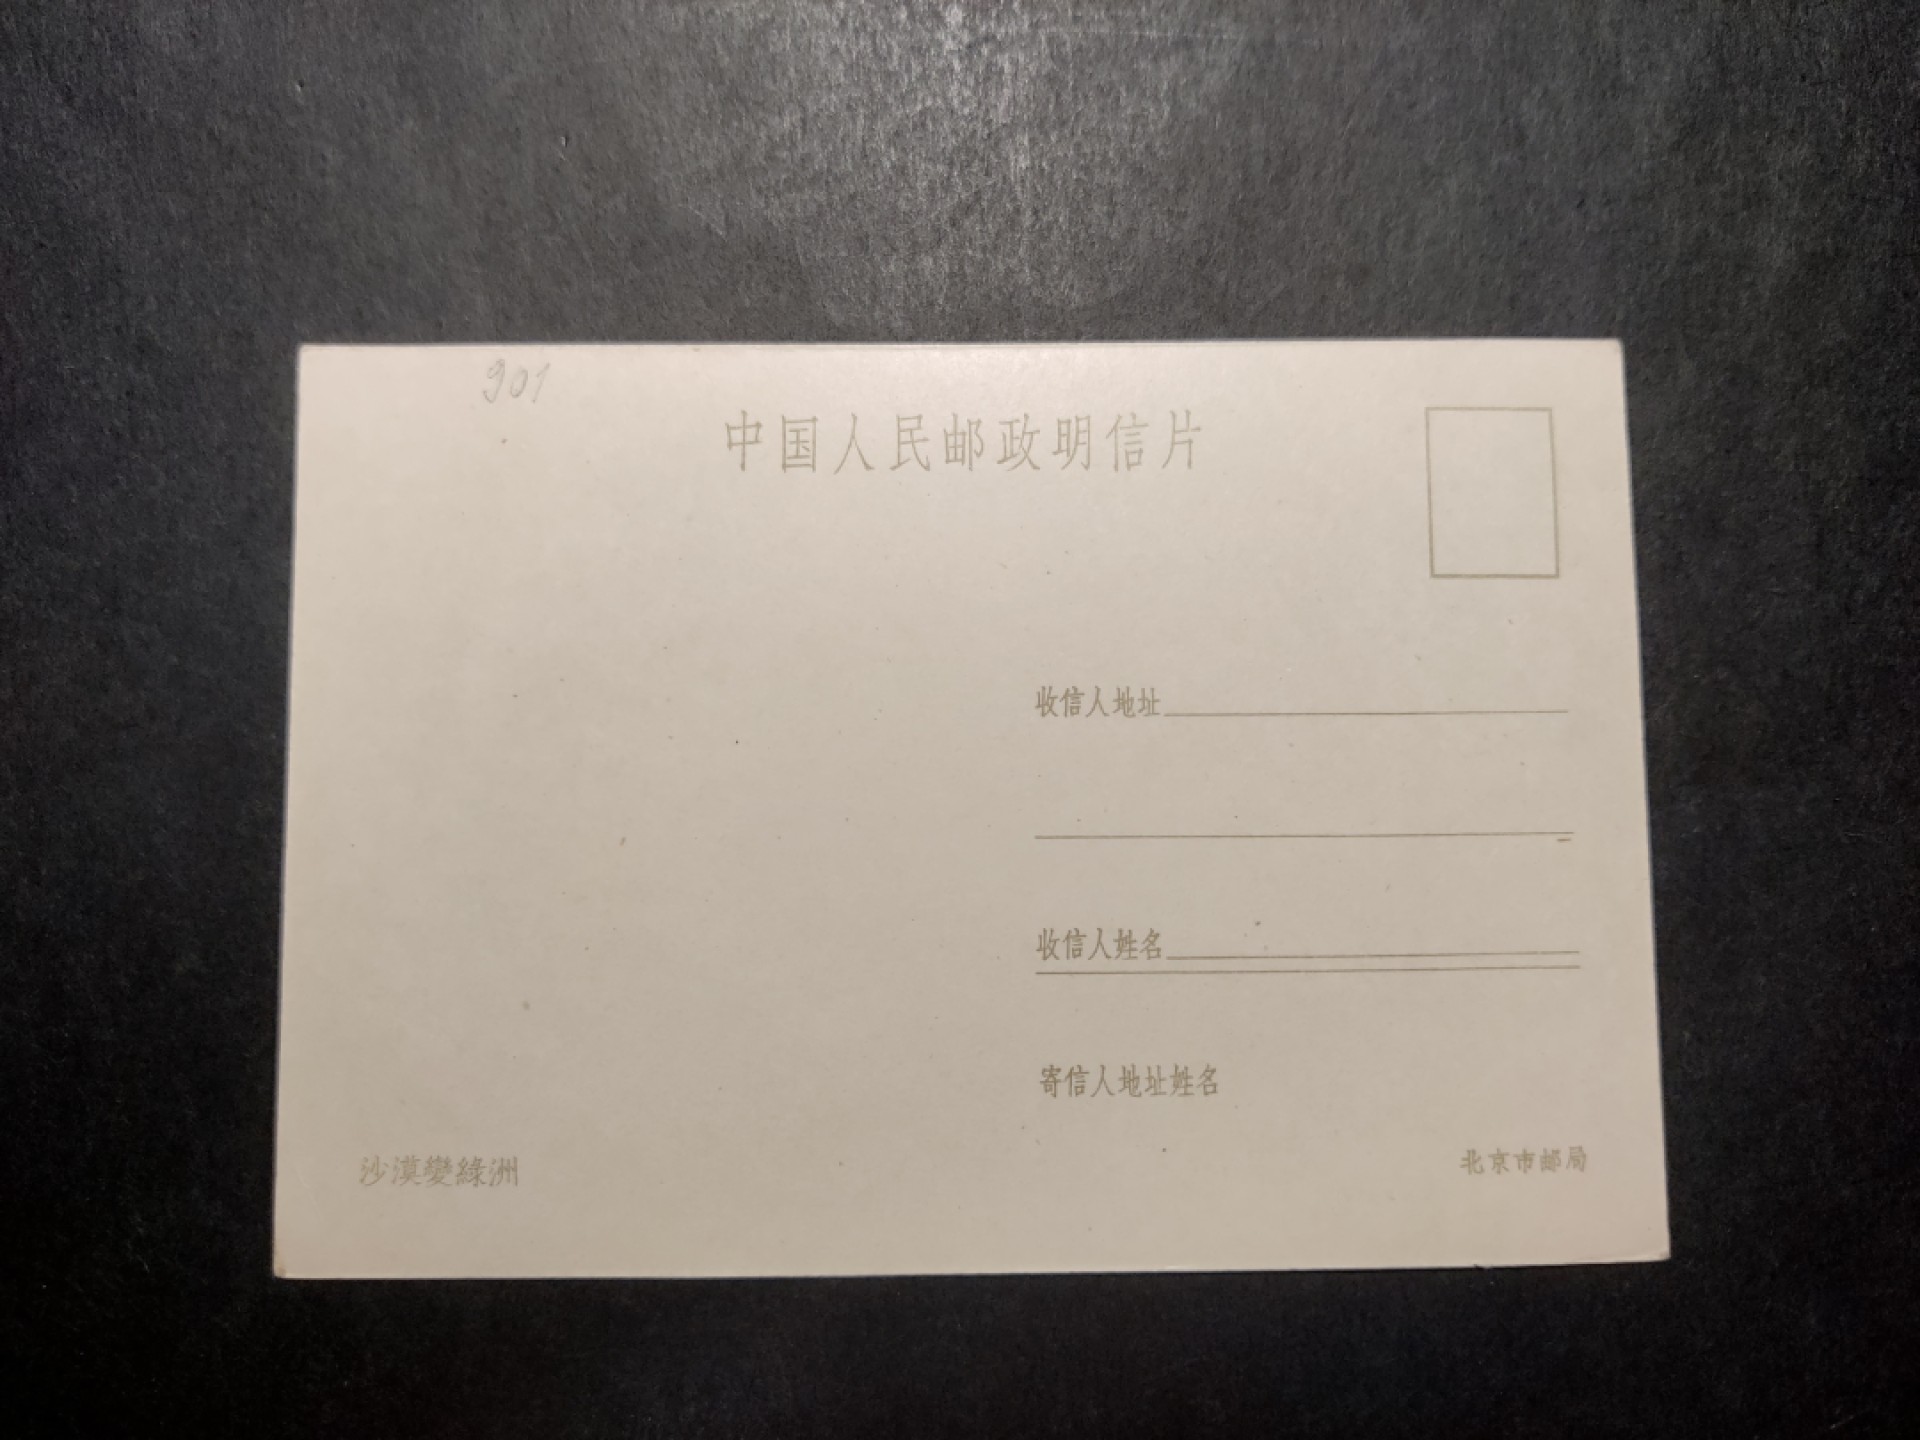 901
中国人民邮政明信片
收信人地址
收信人姓名
寄信人地址姓名
沙漠變綠洲
北京市邮局